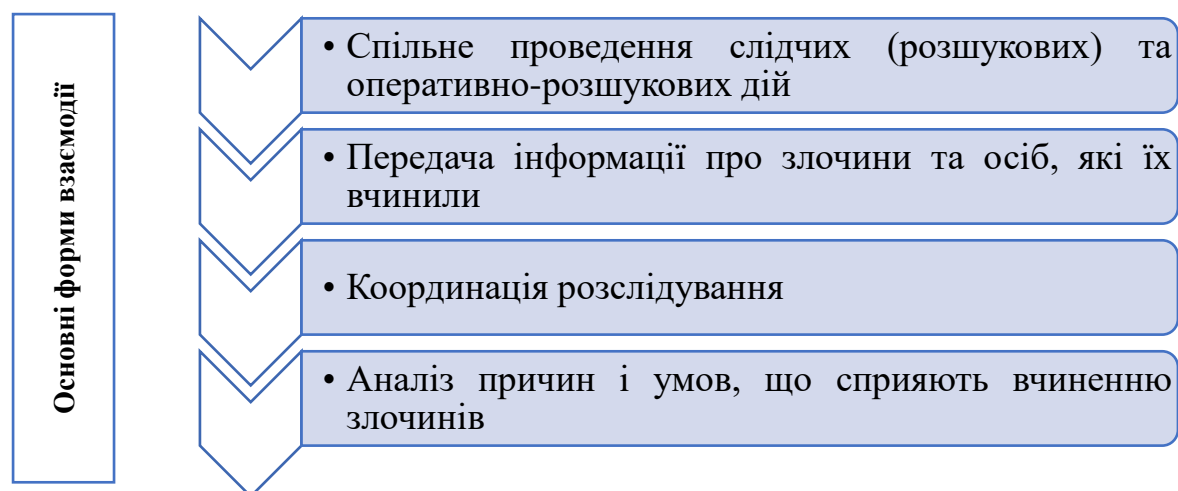 Основні форми взаємодії
• Спільне проведення слідчих (розшукових) та
оперативно-розшукових дій
• Передача інформації про злочини та осіб, які їх
вчинили
• Координація розслідування
• Аналіз причин і умов, що сприяють вчиненню
злочинів